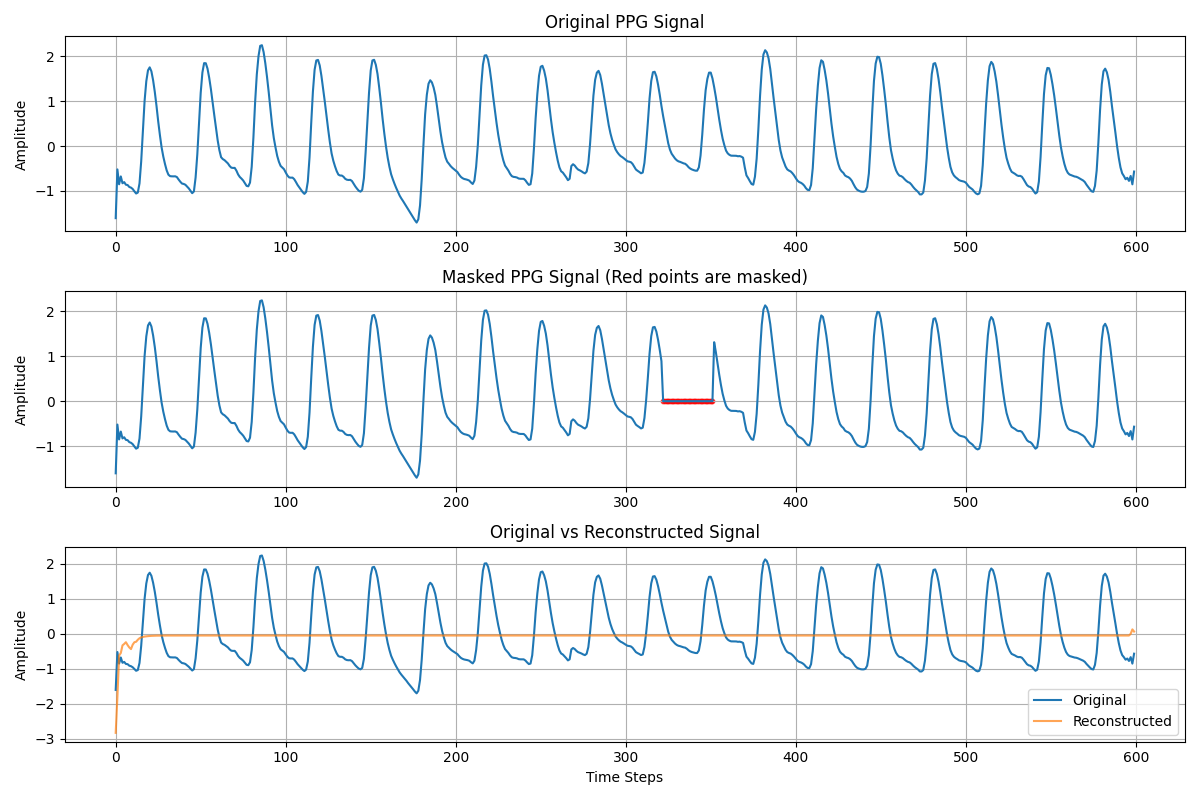 Original PPG Signal
Amplitude
2
1
0
−1
0 100 200 300 400 500 600
Masked PPG Signal (Red points are masked)
Amplitude
2
1
0
−1
0 100 200 300 400 500 600
Original vs Reconstructed Signal
Amplitude
2
1
0
−1
−2
−3
Original
Reconstructed
0 100 200 300 400 500 600
Time Steps